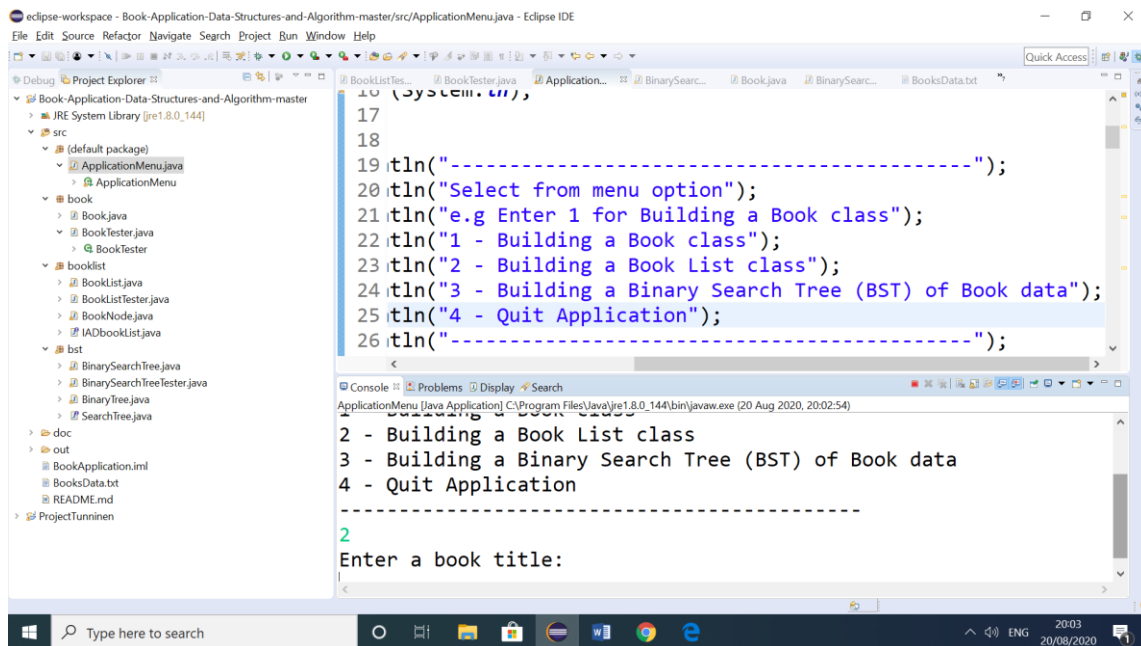 eclipse-workspace - Book-Application-Data-Structures-and-Algorithm-master/src/ApplicationMenu.java - Eclipse IDE
File Edit Source Refactor Navigate Search Project Run Window Help
Quick Access
Debug Project Explorer
BookListTes... BookTester.java Application... BinarySearc... Book.java BinarySearc... BooksData.txt
Book-Application-Data-Structures-and-Algorithm-master
JRE System Library [jre1.8.0_144]
src
(default package)
ApplicationMenu.java
ApplicationMenu
book
Book.java
BookTester.java
BookTester
booklist
BookList.java
BookListTester.java
BookNode.java
IADbookList.java
bst
BinarySearchTree.java
BinarySearchTreeTester.java
BinaryTree.java
SearchTree.java
doc
out
BookApplication.iml
BooksData.txt
README.md
ProjectTunninen
16 (System.in);
17
18
19 tln("--------------------------------------------");
20 tln("Select from menu option");
21 tln("e.g Enter 1 for Building a Book class");
22 tln("1 - Building a Book class");
23 tln("2 - Building a Book List class");
24 tln("3 - Building a Binary Search Tree (BST) of Book data");
25 tln("4 - Quit Application");
26 tln("--------------------------------------------");
Console Problems Display Search
ApplicationMenu [Java Application] C:\Program Files\Java\jre1.8.0_144\bin\javaw.exe (20 Aug 2020, 20:02:54)
1 - Building a Book class
2 - Building a Book List class
3 - Building a Binary Search Tree (BST) of Book data
4 - Quit Application
--------------------------------------------
2
Enter a book title:
Type here to search
ENG
20:03
20/08/2020